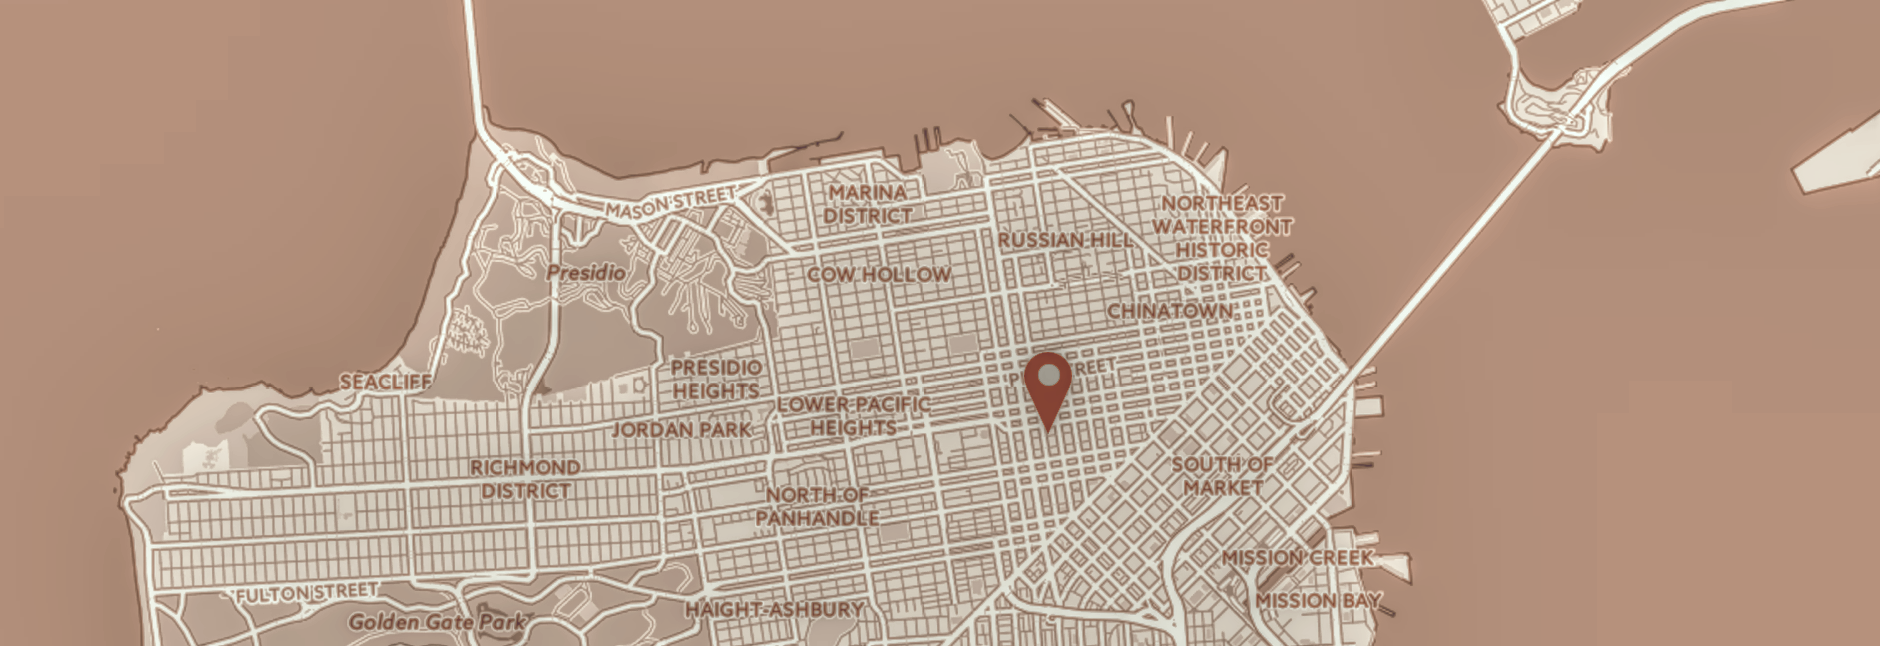 MASON STREET
MARINA
DISTRICT
NORTHEAST
WATERFRONT
HISTORIC
DISTRICT
RUSSIAN HILL
Presidio
COW HOLLOW
CHINATOWN
PRESIDIO
HEIGHTS
STREET
SEACLIFF
LOWER PACIFIC
HEIGHTS
JORDAN PARK
RICHMOND
DISTRICT
SOUTH OF
MARKET
NORTH OF
PANHANDLE
MISSION CREEK
FULTON STREET
MISSION BAY
HAIGHT-ASHBURY
Golden Gate Park